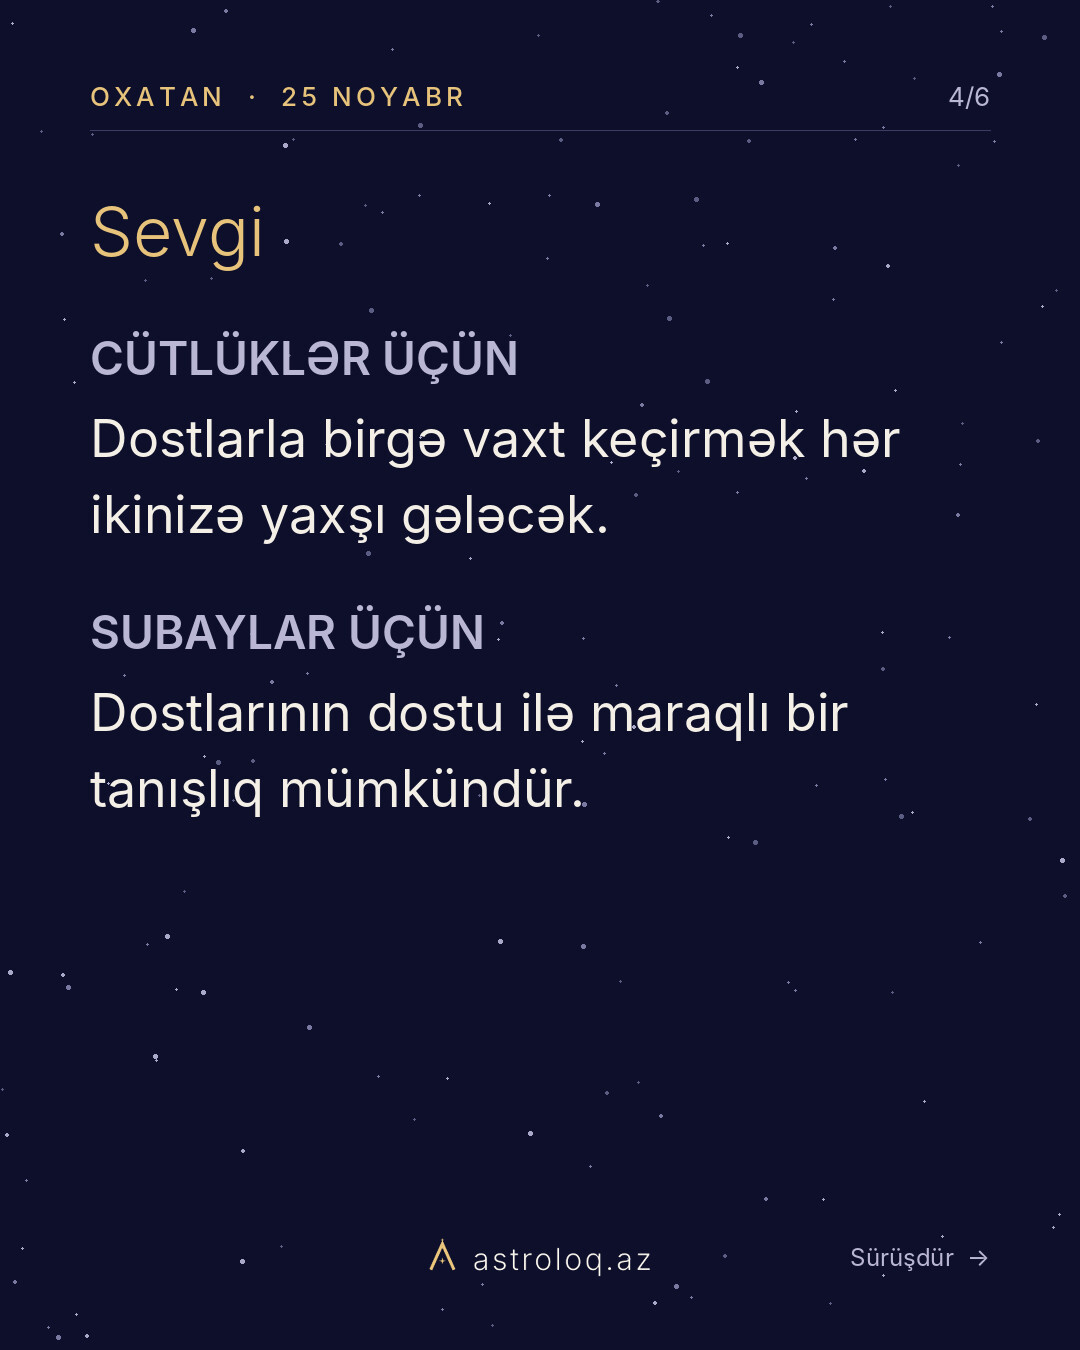 OXATAN · 25 NOYABR
4/6
Sevgi
CÜTLÜKLƏR ÜÇÜN
Dostlarla birgə vaxt keçirmək hər
ikinizə yaxşı gələcək.
SUBAYLAR ÜÇÜN
Dostlarının dostu ilə maraqlı bir
tanışlıq mümkündür.
astroloq.az
Sürüşdür →